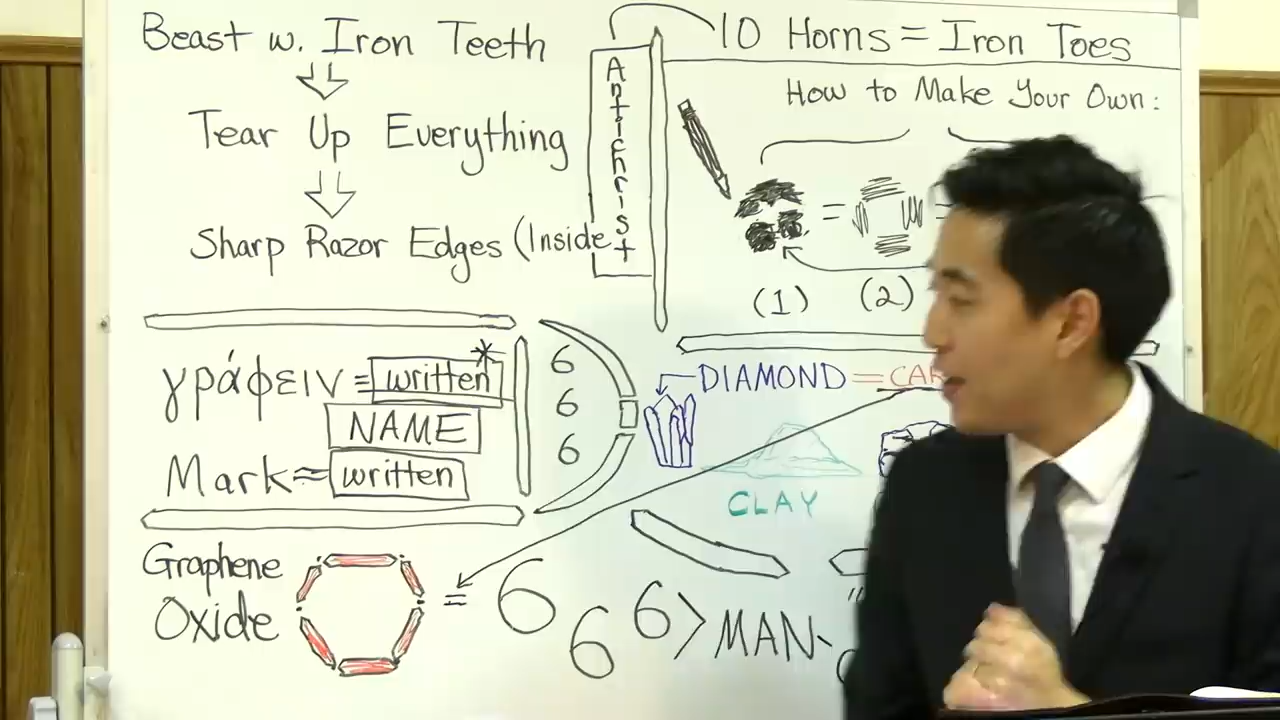 Beast w. Iron Teeth
Tear Up Everything
Sharp Razor Edges (Inside
Antichrist
10 Horns = Iron Toes
How to Make Your Own:
= =
(1) (2)
γράφειν = written*
NAME
Mark ≈ written
6
6
6
DIAMOND = CAR
CLAY
Graphene
Oxide
= 6 6 6 > MAN